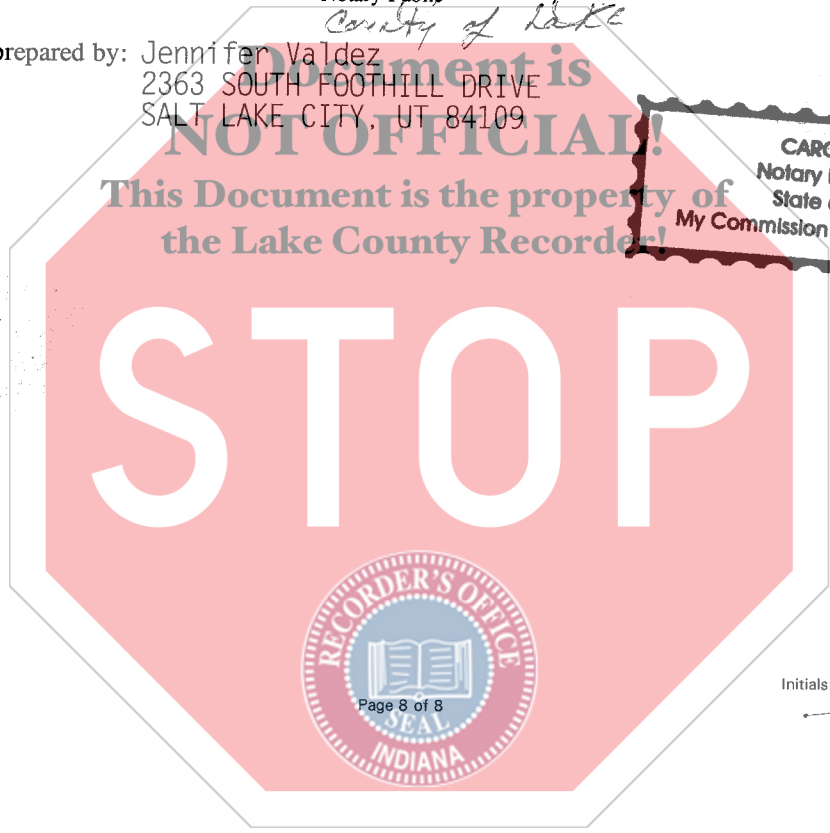 Notary Public
County of Lake
prepared by: Jennifer Valdez
2363 SOUTH FOOTHILL DRIVE
SALT LAKE CITY, UT 84109
Document is
NOT OFFICIAL!
This Document is the property of
the Lake County Recorder!
Notary
State
My Commission
STOP
RECORDER'S OFFICE
SEAL
INDIANA
Page 8 of 8
Initials